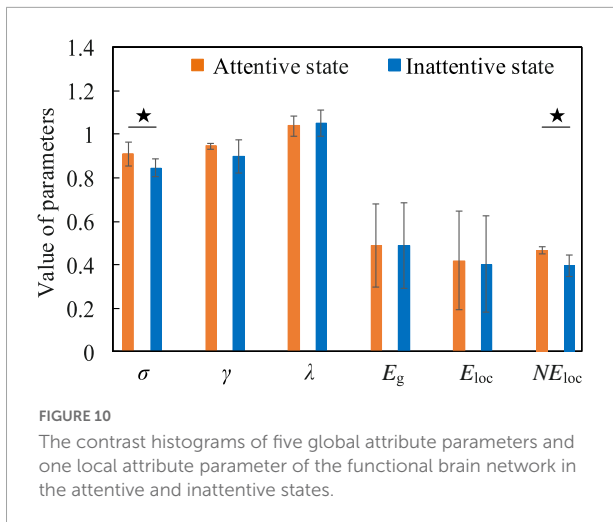 1.4
1.2
1
0.8
0.6
0.4
0.2
0
Value of parameters
Attentive state
Inattentive state
★
★
σ
γ
λ
Eg
Eloc
NEloc
FIGURE 10
The contrast histograms of five global attribute parameters and
one local attribute parameter of the functional brain network in
the attentive and inattentive states.